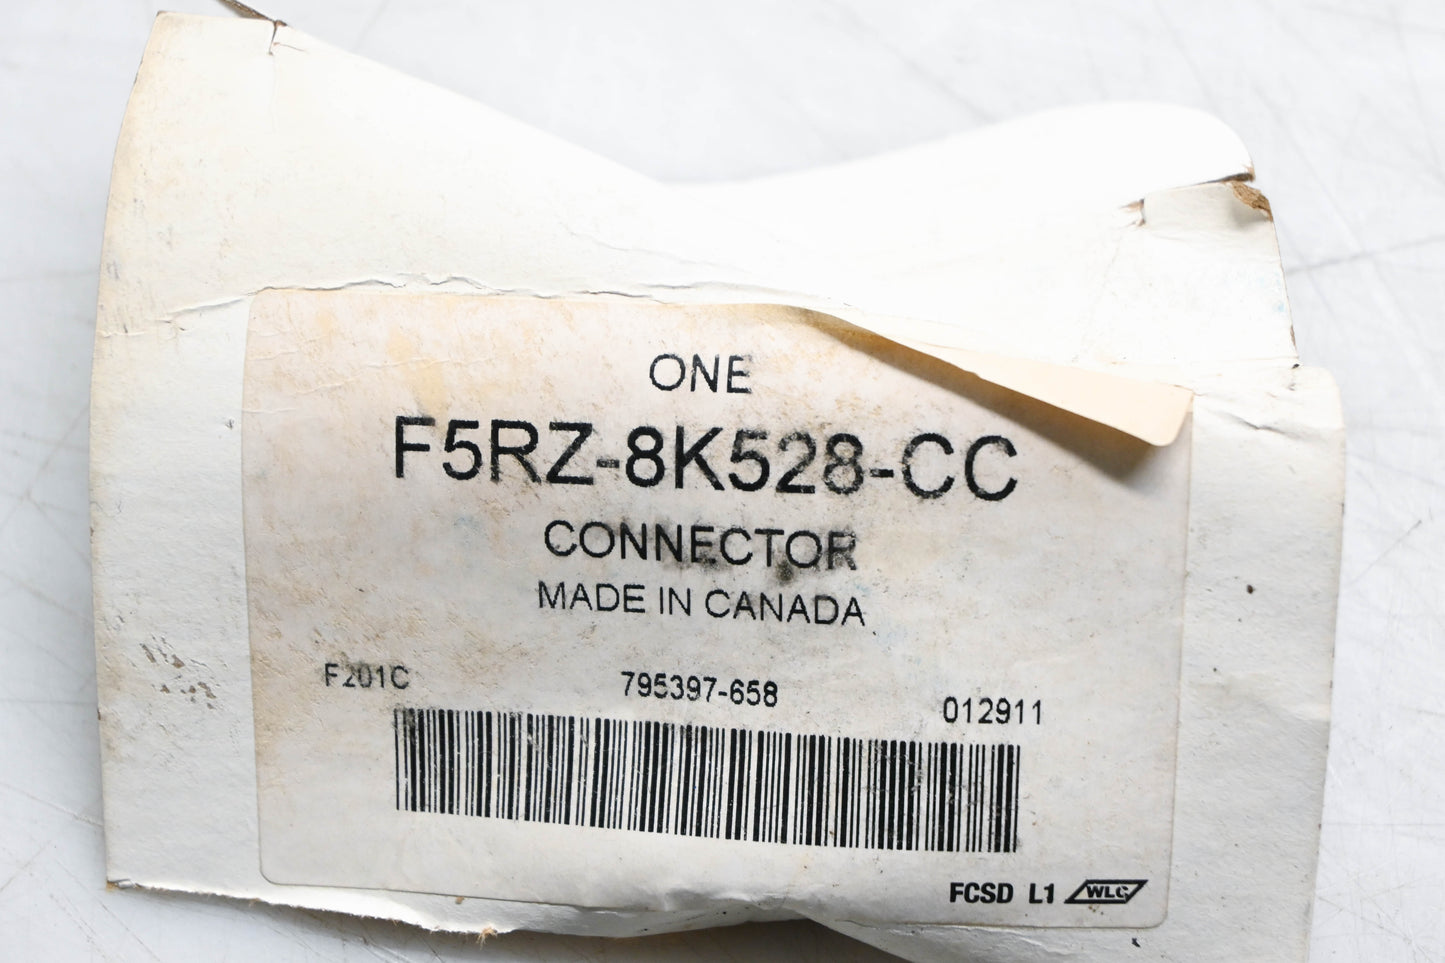 ONE
F5RZ-8K528-CC
CONNECTOR
MADE IN CANADA
F201C 795397-658 012911
FCSD L1 WLC